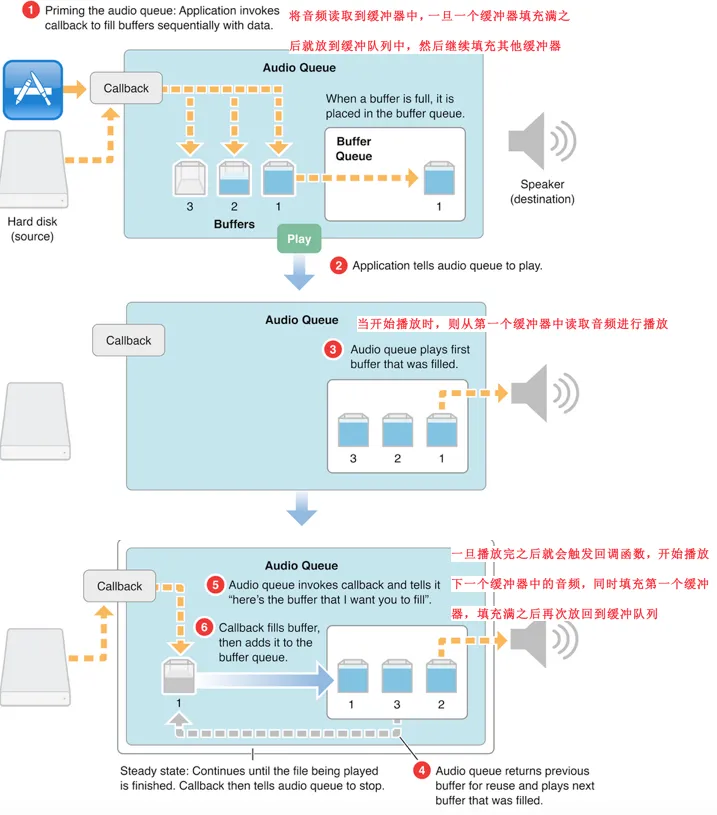 1 Priming the audio queue: Application invokes
callback to fill buffers sequentially with data.
将音频读取到缓冲器中，一旦一个缓冲器填充满之
后就放到缓冲队列中，然后继续填充其他缓冲器
Audio Queue
Callback
When a buffer is full, it is
placed in the buffer queue.
Buffer
Queue
3 2 1
1
Buffers
Hard disk
(source)
Speaker
(destination)
Play
2 Application tells audio queue to play.
Audio Queue
当开始播放时，则从第一个缓冲器中读取音频进行播放
Callback
3 Audio queue plays first
buffer that was filled.
3 2 1
一旦播放完之后就会触发回调函数，开始播放
下一个缓冲器中的音频，同时填充第一个缓冲
器，填充满之后再次放回到缓冲队列
Audio Queue
Callback
5 Audio queue invokes callback and tells it
“here’s the buffer that I want you to fill”.
6 Callback fills buffer,
then adds it to the
buffer queue.
1
1 3 2
Steady state: Continues until the file being played
is finished. Callback then tells audio queue to stop.
4 Audio queue returns previous
buffer for reuse and plays next
buffer that was filled.